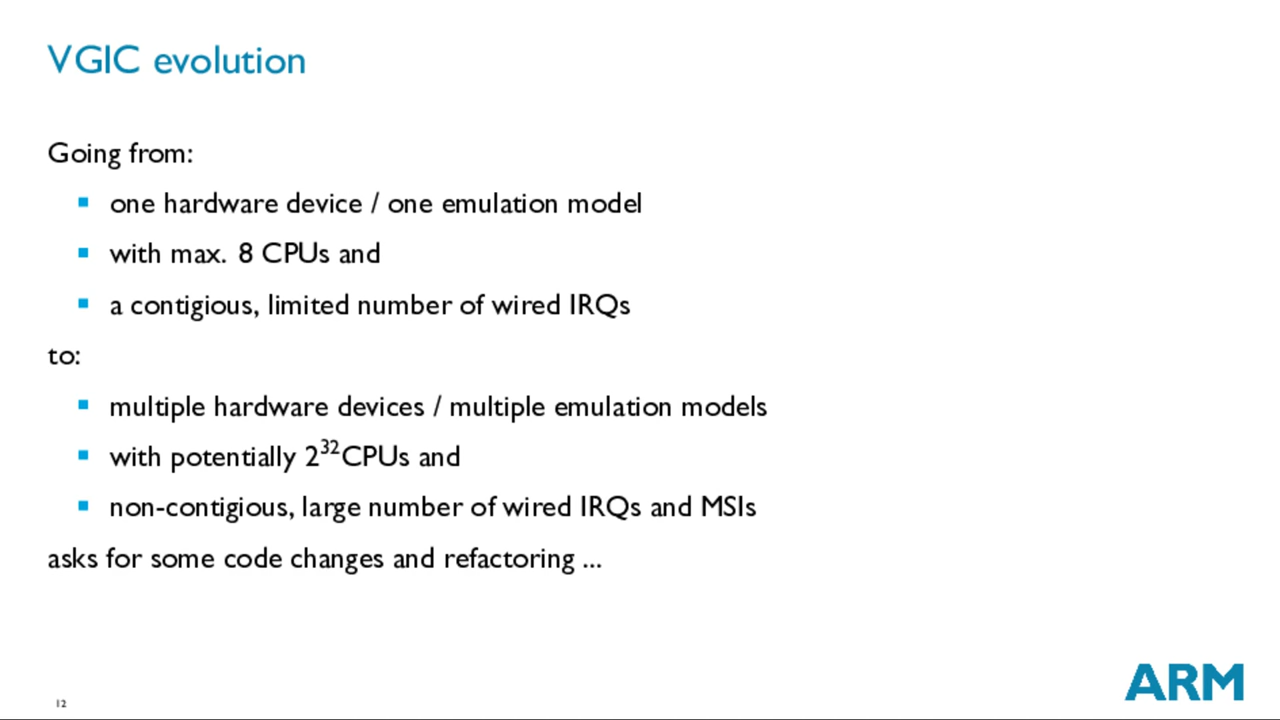 VGIC evolution
Going from:
▪ one hardware device / one emulation model
▪ with max. 8 CPUs and
▪ a contigious, limited number of wired IRQs
to:
▪ multiple hardware devices / multiple emulation models
▪ with potentially 2³²CPUs and
▪ non-contigious, large number of wired IRQs and MSIs
asks for some code changes and refactoring ...
12
ARM